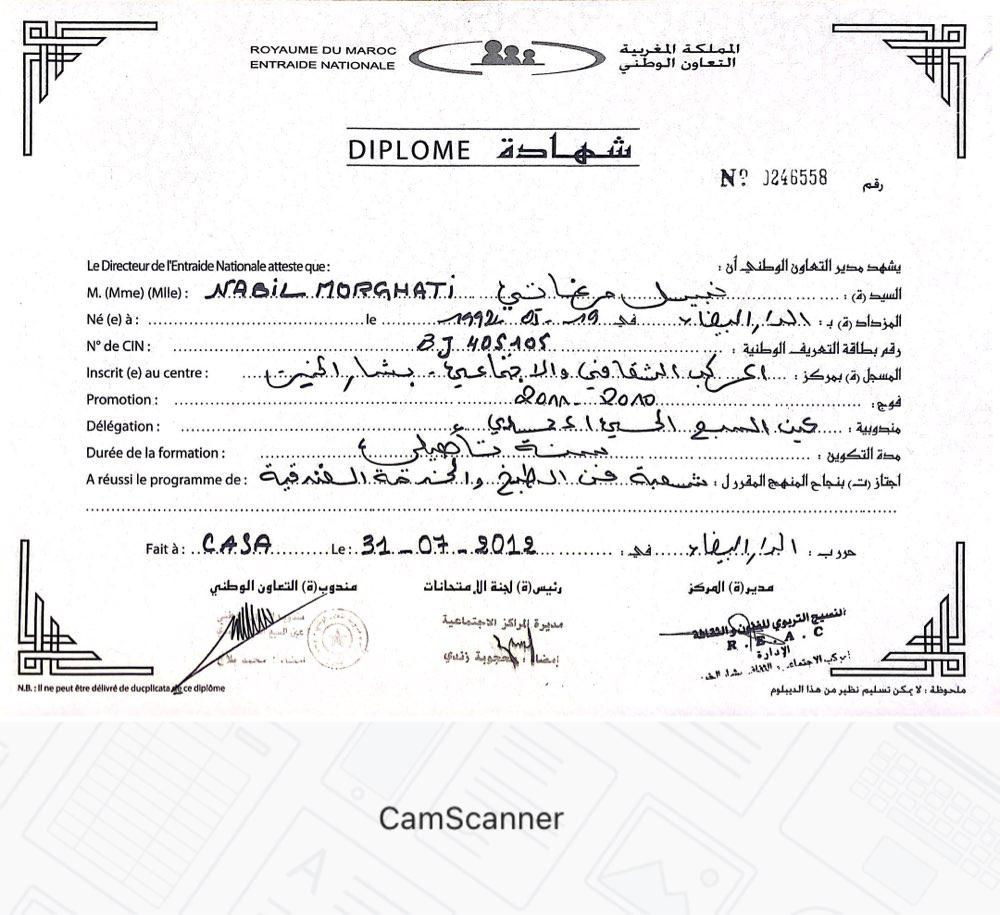 ROYAUME DU MAROC المملكة المغربية
ENTRAIDE NATIONALE التعاون الوطني
DIPLOME شهادة
Nº 0246558 رقم
Le Directeur de l'Entraide Nationale atteste que : يشهد مدير التعاون الوطني أن :
M. (Mme) (Mlle) : NABIL MORGHATI نبيل مرغاتي السيد(ة) :
Né (e) à : le 1992-01-19 في الدار البيضاء المزداد(ة) بـ :
N° de CIN : BJ 405105 رقم بطاقة التعريف الوطنية :
Inscrit (e) au centre : المركب الثقافي والاجتماعي - بشار الخير المسجل (ة) بمركز :
Promotion : 2011-2010 فوج :
Délégation : عين السبع الحي المحمدي مندوبية :
Durée de la formation : سنة تأهيلي مدة التكوين :
A réussi le programme de : شعبة فن الطبخ والخدمة الفندقية اجتاز (ت) بنجاح المنهج المقرر ل :
Fait à : CASA Le : 31-07-2012 في : الدار البيضاء حرر ب :
مندوب(ة) التعاون الوطني رئيس(ة) لجنة الإمتحانات مدير(ة) المركز
مديرة المراكز الاجتماعية
إمضاء : محجوبة زندي
النسيج التربوي للفنون والثقافة
R.E.A.C
الإدارة
N.B. : Il ne peut être délivré de ducplicata de ce diplôme ملحوظة : لا يمكن تسليم نظير من هذا الديبلوم
CamScanner